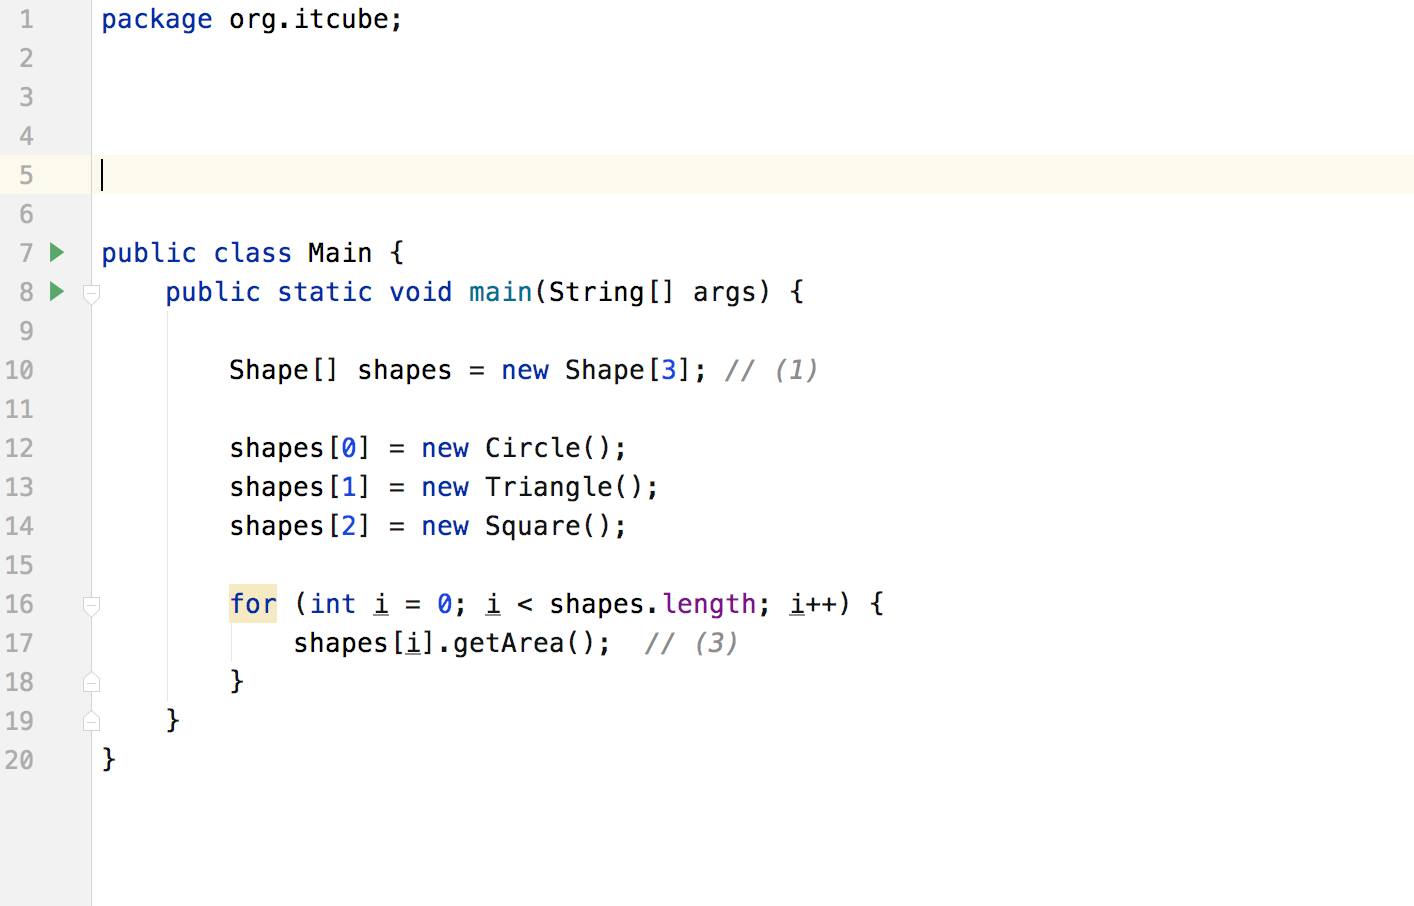 1 package org.itcube;
2
3
4
5
6
7 public class Main {
8     public static void main(String[] args) {
9
10         Shape[] shapes = new Shape[3]; // (1)
11
12         shapes[0] = new Circle();
13         shapes[1] = new Triangle();
14         shapes[2] = new Square();
15
16         for (int i = 0; i < shapes.length; i++) {
17             shapes[i].getArea();  // (3)
18         }
19     }
20 }